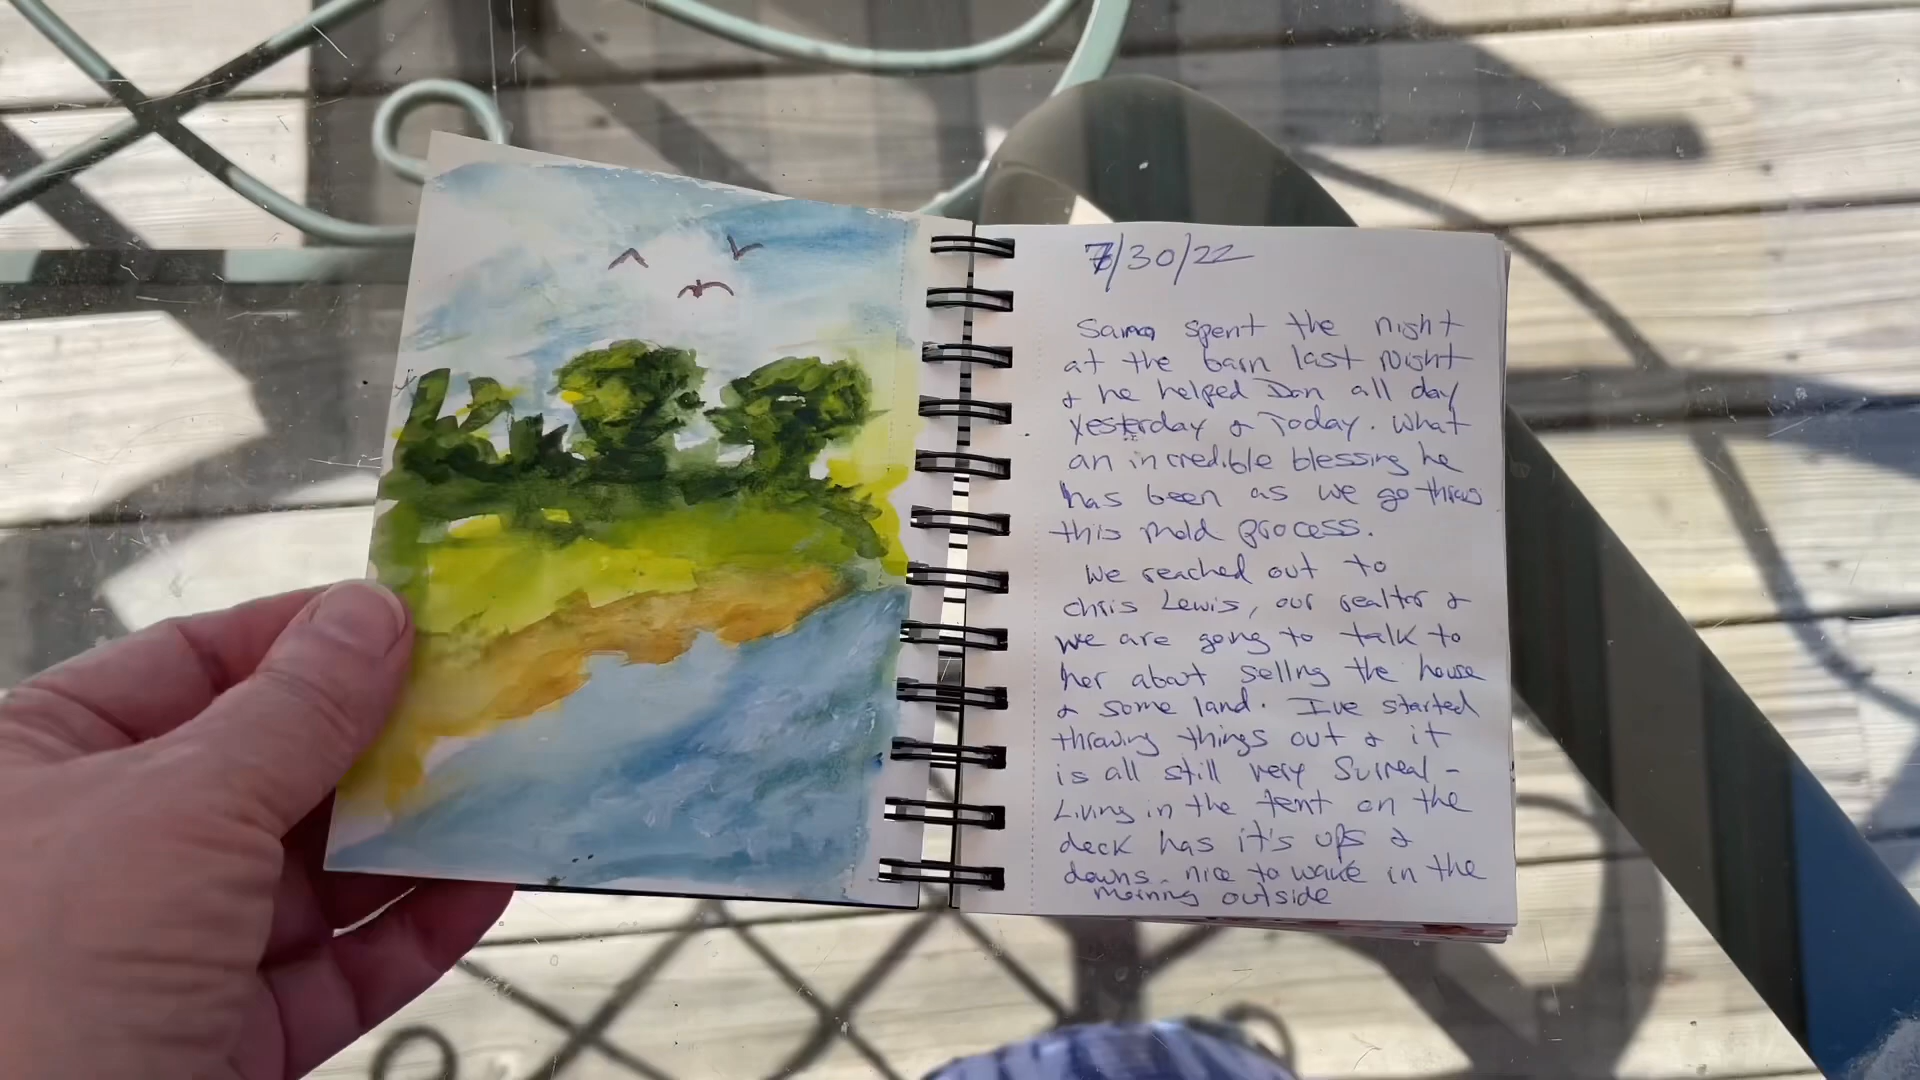 7/30/22
spent the night
at the barn last night
& he helped Dan all day
yesterday & Today. What
an incredible blessing he
has been as we go throu
this mold process.
We reached out to
Chris Lewis, our realtor &
we are going to talk to
her about selling the house
& some land. I've started
throwing things out & it
is all still very surreal -
Living in the tent on the
deck has it's ups &
downs - nice to wake in the
morning outside